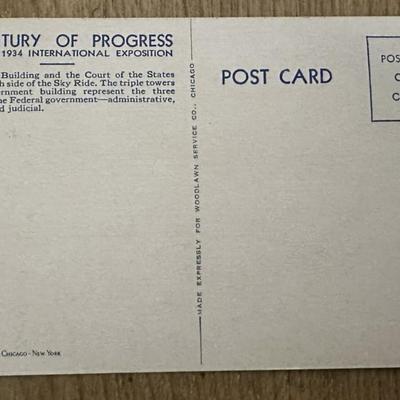 TURY OF PROGRESS
1934 INTERNATIONAL EXPOSITION
Building and the Court of the States
h side of the Sky Ride. The triple towers
ernment building represent the three
he Federal government—administrative,
d judicial.
CHICAGO - NEW YORK
MADE EXPRESSLY FOR WOODLAWN SERVICE CO., CHICAGO
POST CARD
POS
O
C